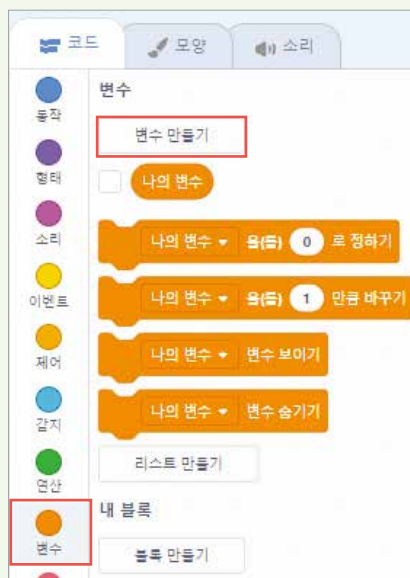 코드
모양
소리
동작
형태
소리
이벤트
제어
감지
연산
변수
변수
변수 만들기
나의 변수
나의 변수 을(를) 0 로 정하기
나의 변수 을(를) 1 만큼 바꾸기
나의 변수 변수 보이기
나의 변수 변수 숨기기
리스트 만들기
내 블록
블록 만들기